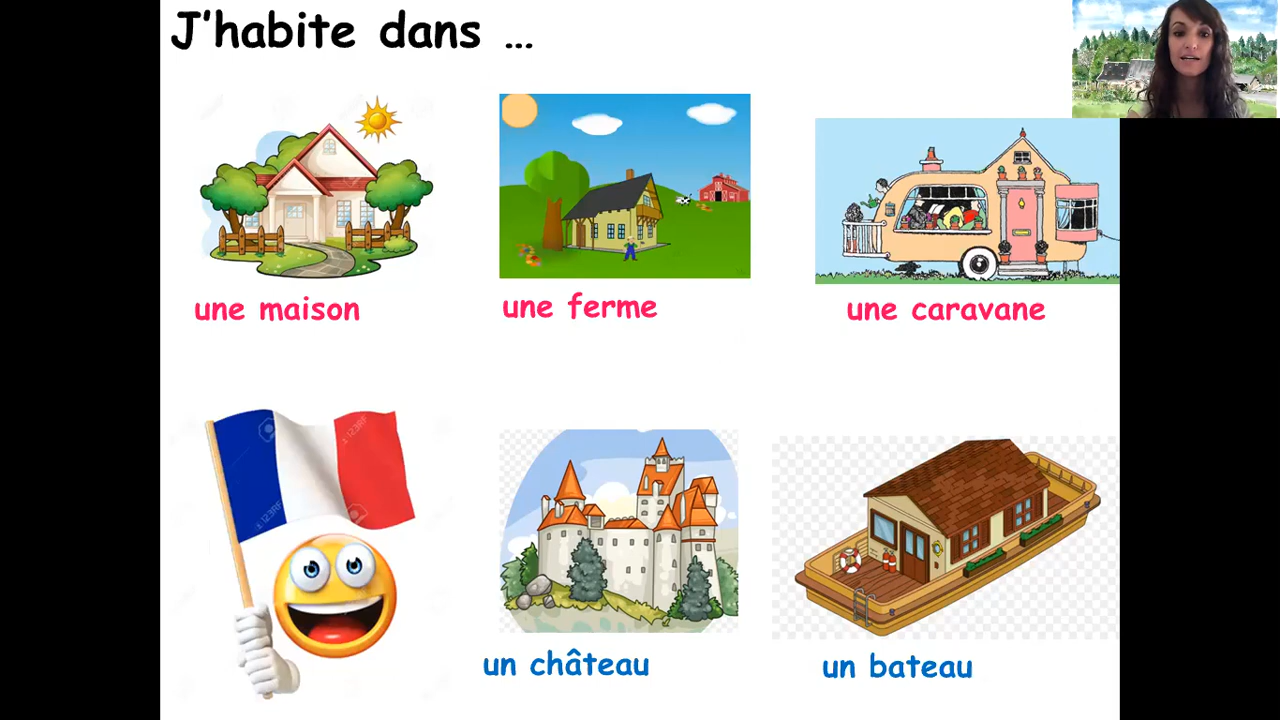 J'habite dans ...
une maison
une ferme
une caravane
un château
un bateau